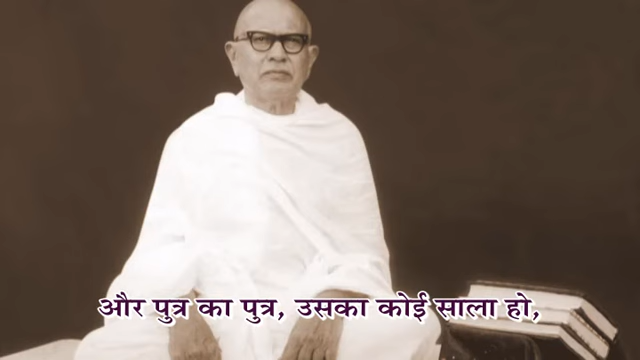 और पुत्र का पुत्र, उसका कोई साला हो,